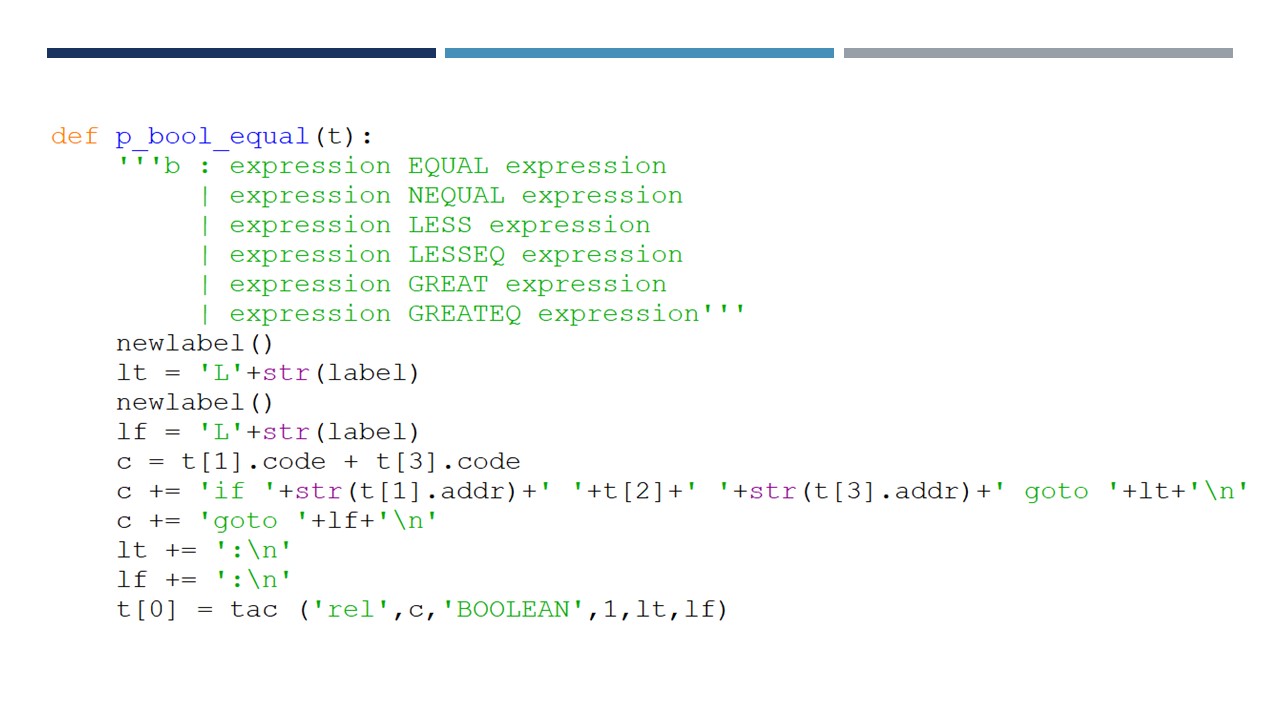 def p_bool_equal(t):
    '''b : expression EQUAL expression
         | expression NEQUAL expression
         | expression LESS expression
         | expression LESSEQ expression
         | expression GREAT expression
         | expression GREATEQ expression'''
    newlabel()
    lt = 'L'+str(label)
    newlabel()
    lf = 'L'+str(label)
    c = t[1].code + t[3].code
    c += 'if '+str(t[1].addr)+' '+t[2]+' '+str(t[3].addr)+' goto '+lt+'\n'
    c += 'goto '+lf+'\n'
    lt += ':\n'
    lf += ':\n'
    t[0] = tac ('rel',c,'BOOLEAN',1,lt,lf)